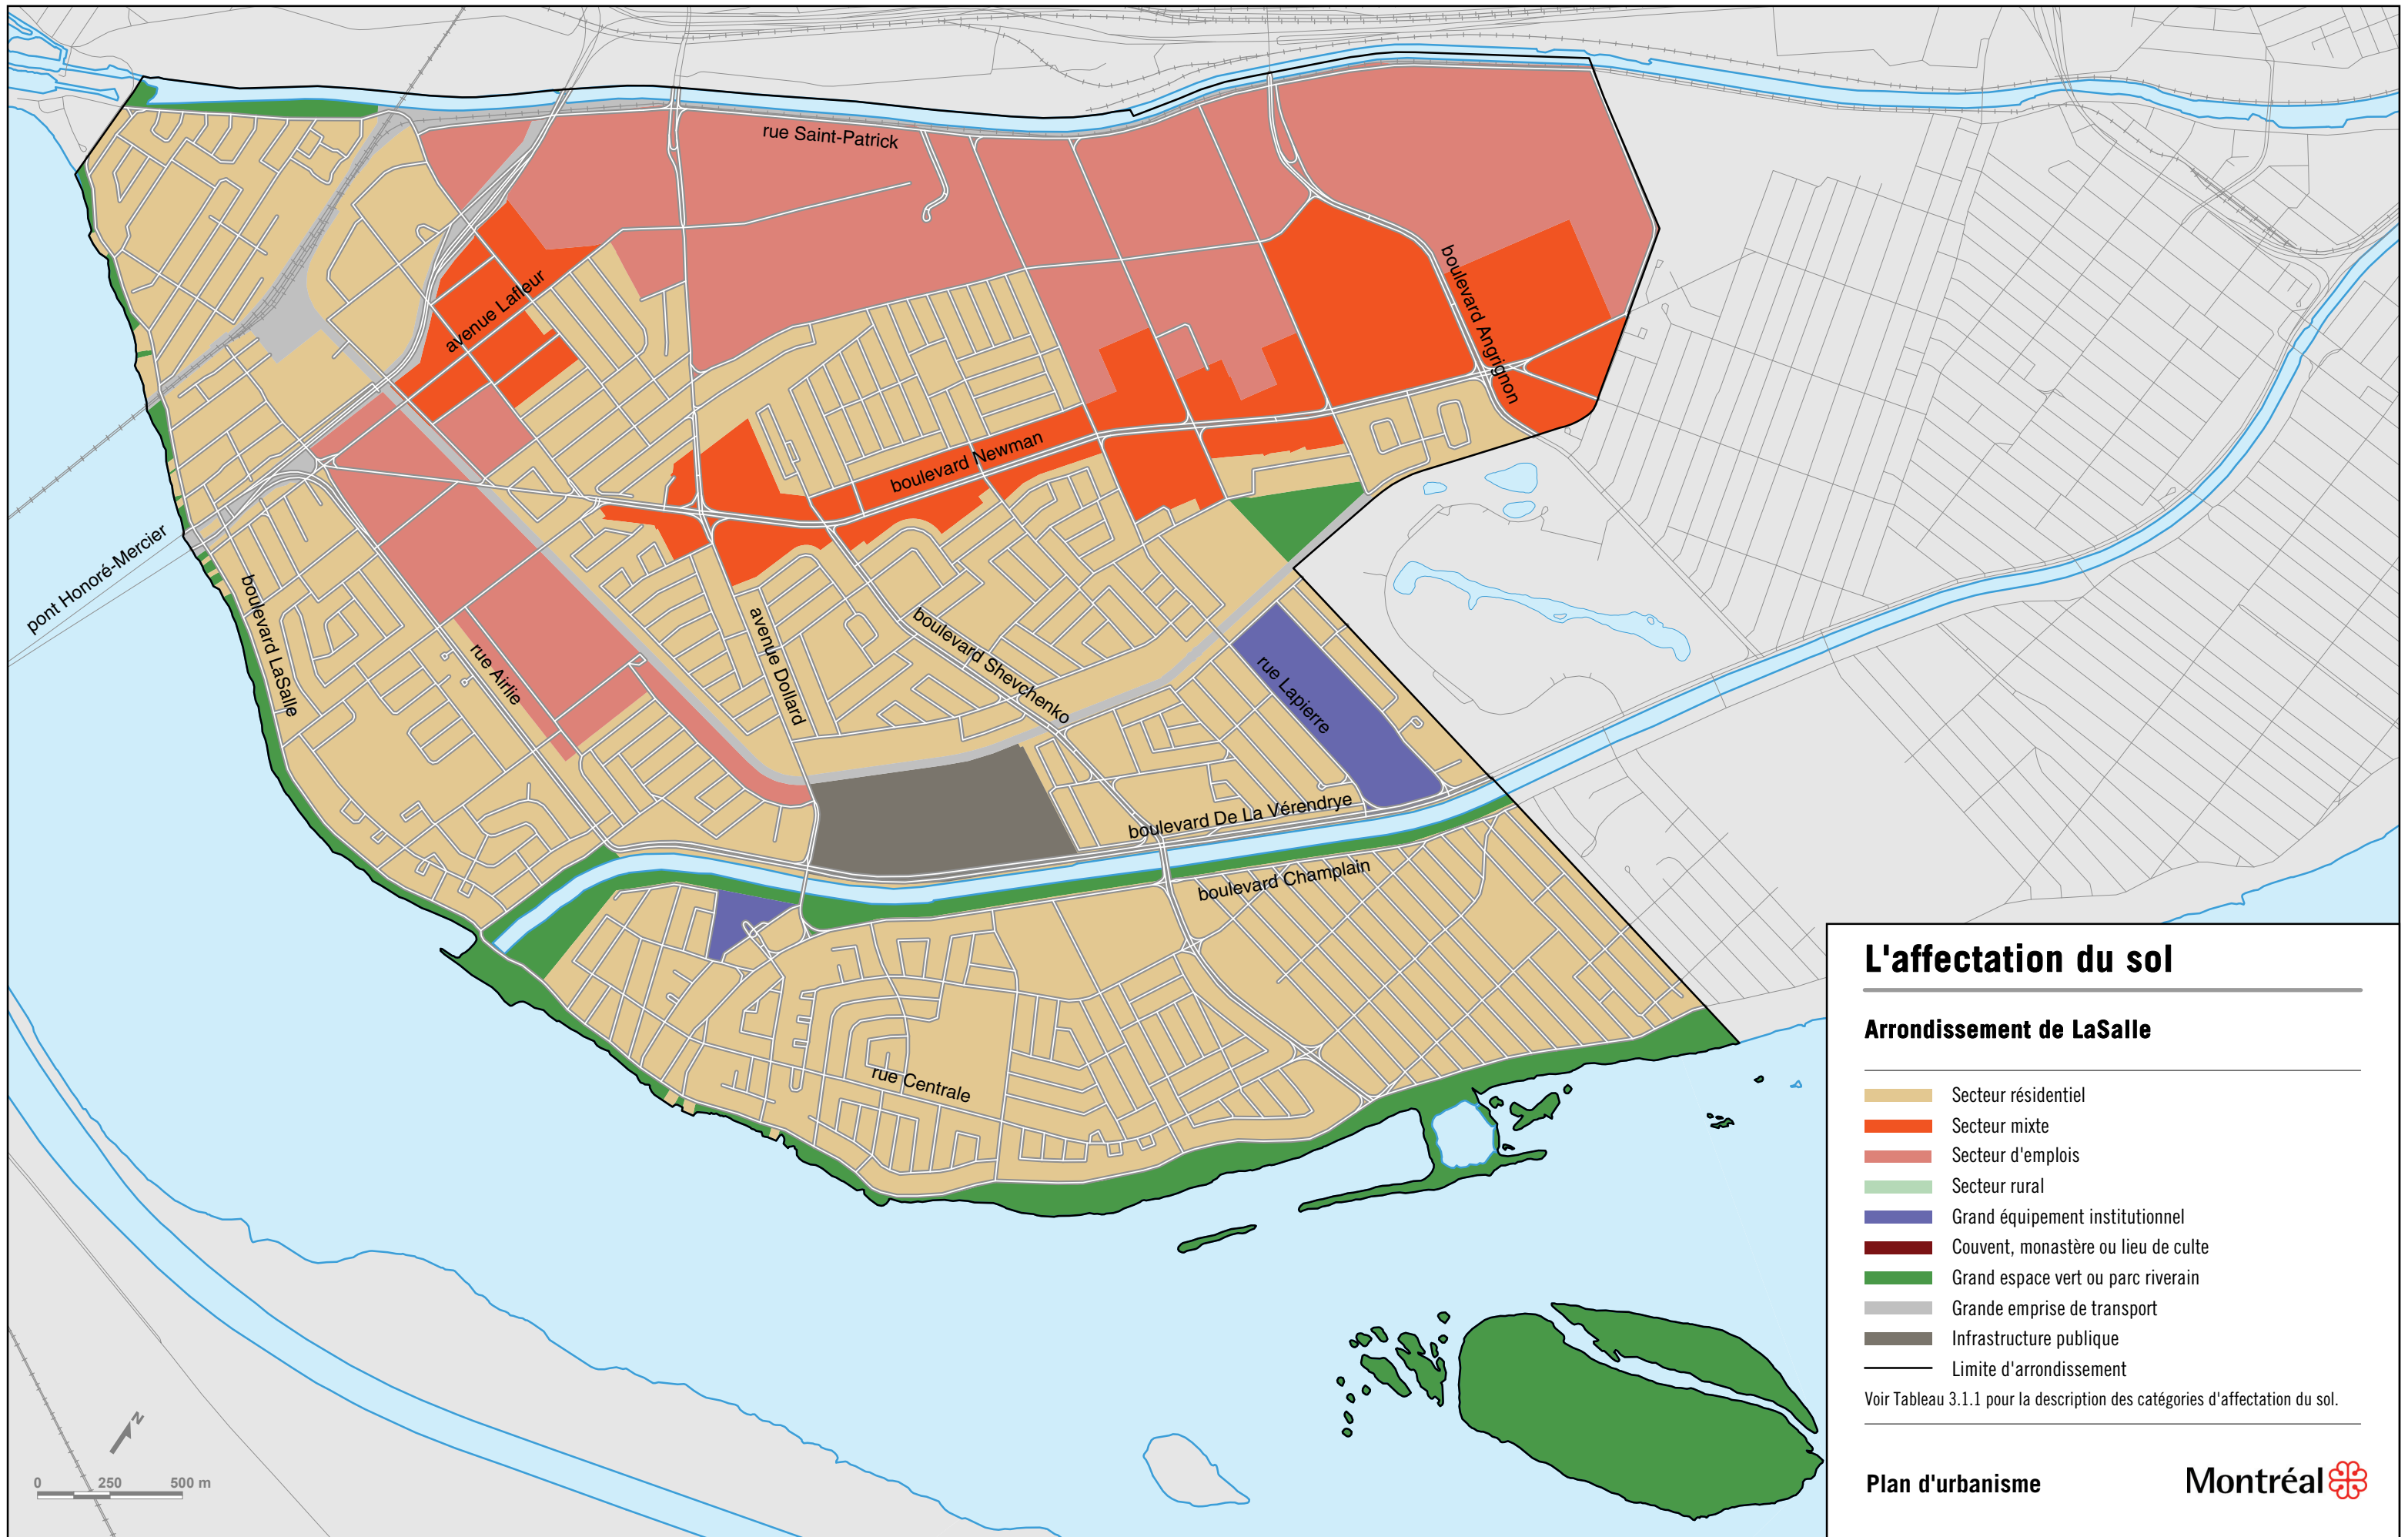 rue Saint-Patrick
avenue Lafleur
boulevard Angrignon
boulevard Newman
pont Honoré-Mercier
boulevard LaSalle
rue Airlie
avenue Dollard
boulevard Shevchenko
rue Lapierre
boulevard De La Vérendrye
boulevard Champlain
rue Centrale
L'affectation du sol
Arrondissement de LaSalle
Secteur résidentiel
Secteur mixte
Secteur d'emplois
Secteur rural
Grand équipement institutionnel
Couvent, monastère ou lieu de culte
Grand espace vert ou parc riverain
Grande emprise de transport
Infrastructure publique
Limite d'arrondissement
Voir Tableau 3.1.1 pour la description des catégories d'affectation du sol.
Plan d'urbanisme
Montréal
N
0 250 500 m